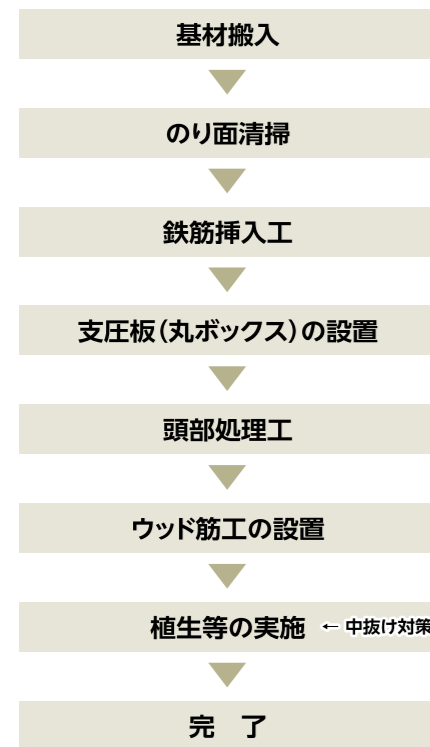 基材搬入
のり面清掃
鉄筋挿入工
支圧板（丸ボックス）の設置
頭部処理工
ウッド筋工の設置
植生等の実施 ← 中抜け対策
完　了